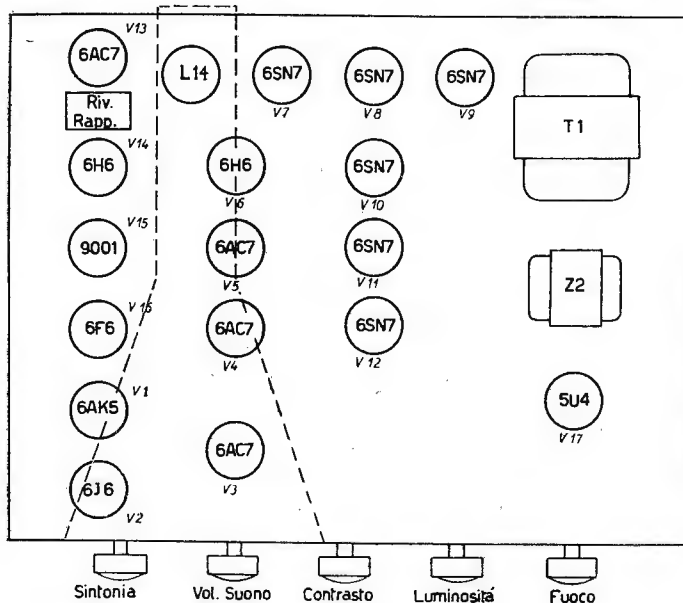 V13
6AC7
L14
6SN7
V7
6SN7
V8
6SN7
V9
T1
Riv.
Rapp.
V14
6H6
6H6
V6
6SN7
V10
V15
9001
6AC7
V5
6SN7
V11
Z2
V16
6F6
6AC7
V4
6SN7
V12
V1
6AK5
5U4
V17
6AC7
V3
6J6
V2
Sintonia
Vol. Suono
Contrasto
Luminositá
Fuoco